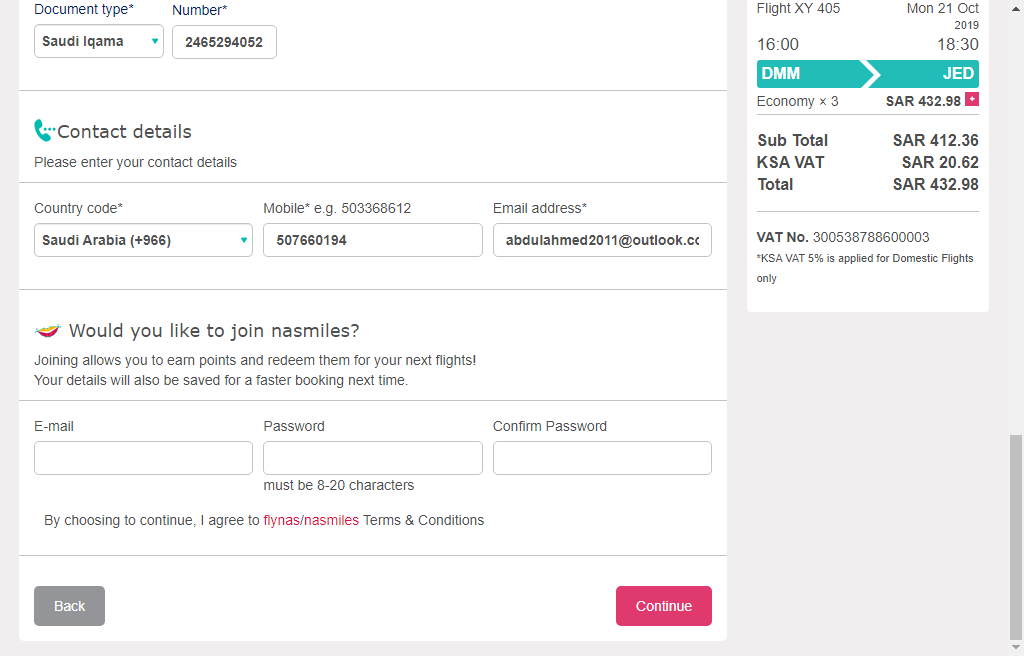 Document type*
Number*
Saudi Iqama
2465294052
Contact details
Please enter your contact details
Country code*
Mobile* e.g. 503368612
Email address*
Saudi Arabia (+966)
507660194
abdulahmed2011@outlook.cc
Would you like to join nasmiles?
Joining allows you to earn points and redeem them for your next flights!
Your details will also be saved for a faster booking next time.
E-mail
Password
Confirm Password
must be 8-20 characters
By choosing to continue, I agree to flynas/nasmiles Terms & Conditions
Back
Continue
Flight XY 405
Mon 21 Oct
2019
16:00
18:30
DMM
JED
Economy × 3
SAR 432.98 +
Sub Total
SAR 412.36
KSA VAT
SAR 20.62
Total
SAR 432.98
VAT No. 300538788600003
*KSA VAT 5% is applied for Domestic Flights
only